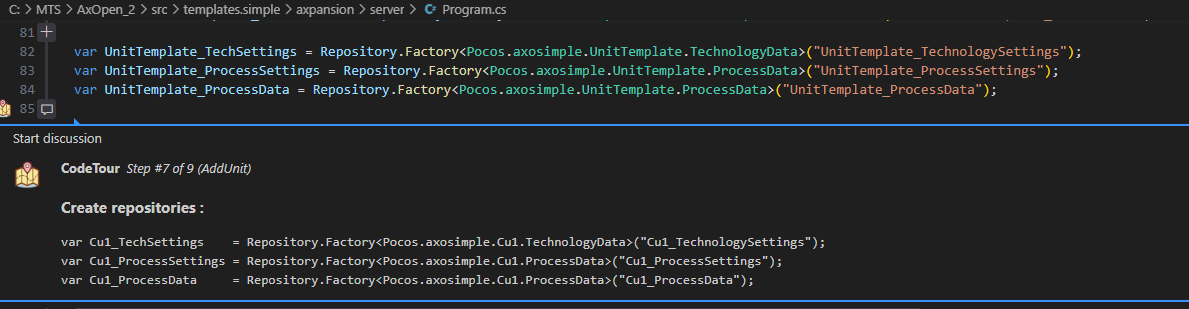 C: > MTS > AxOpen_2 > src > templates.simple > axpansion > server > C# Program.cs
81
82 var UnitTemplate_TechSettings = Repository.Factory<Pocos.axosimple.UnitTemplate.TechnologyData>("UnitTemplate_TechnologySettings");
83 var UnitTemplate_ProcessSettings = Repository.Factory<Pocos.axosimple.UnitTemplate.ProcessData>("UnitTemplate_ProcessSettings");
84 var UnitTemplate_ProcessData = Repository.Factory<Pocos.axosimple.UnitTemplate.ProcessData>("UnitTemplate_ProcessData");
85
Start discussion
CodeTour Step #7 of 9 (AddUnit)
Create repositories :
var Cu1_TechSettings    = Repository.Factory<Pocos.axosimple.Cu1.TechnologyData>("Cu1_TechnologySettings");
var Cu1_ProcessSettings = Repository.Factory<Pocos.axosimple.Cu1.ProcessData>("Cu1_ProcessSettings");
var Cu1_ProcessData     = Repository.Factory<Pocos.axosimple.Cu1.ProcessData>("Cu1_ProcessData");